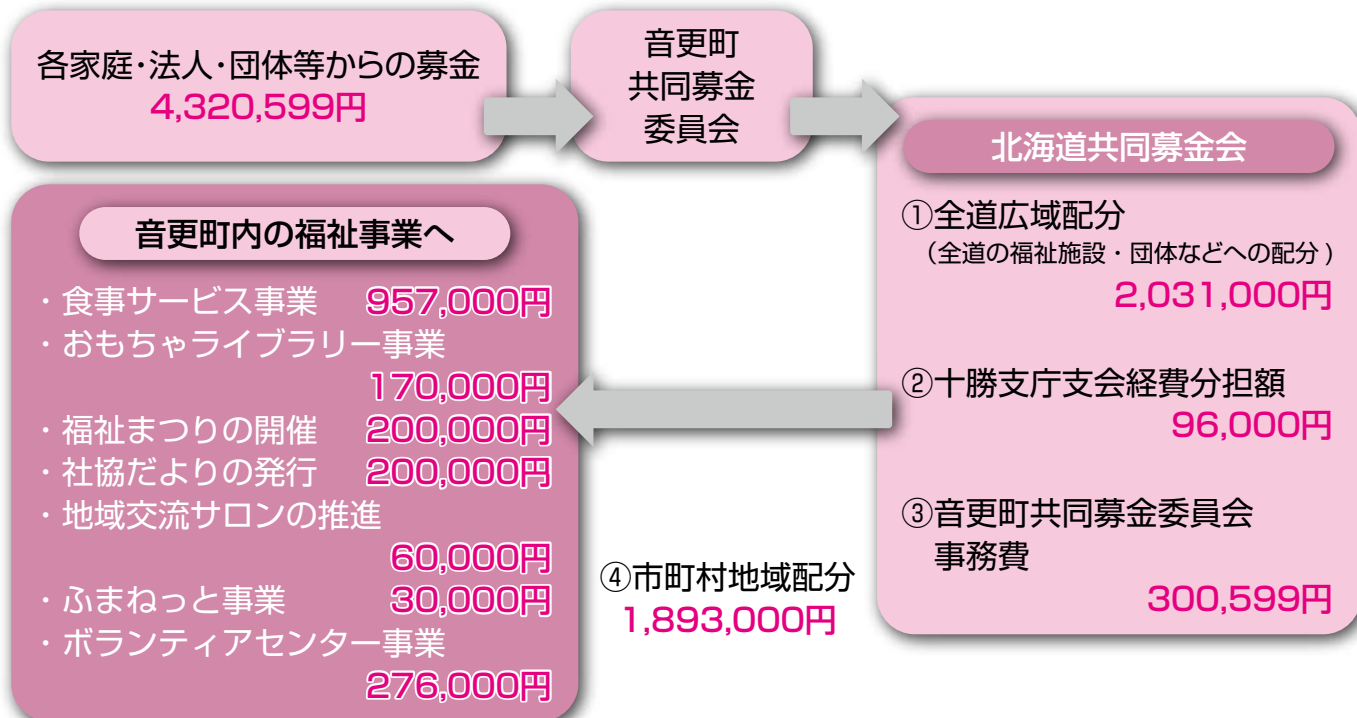 各家庭・法人・団体等からの募金
4,320,599円
音更町
共同募金
委員会
北海道共同募金会
①全道広域配分
（全道の福祉施設・団体などへの配分）
2,031,000円
②十勝支庁支会経費分担額
96,000円
③音更町共同募金委員会
事務費
300,599円
④市町村地域配分
1,893,000円
音更町内の福祉事業へ
・食事サービス事業 957,000円
・おもちゃライブラリー事業
170,000円
・福祉まつりの開催 200,000円
・社協だよりの発行 200,000円
・地域交流サロンの推進
60,000円
・ふまねっと事業 30,000円
・ボランティアセンター事業
276,000円